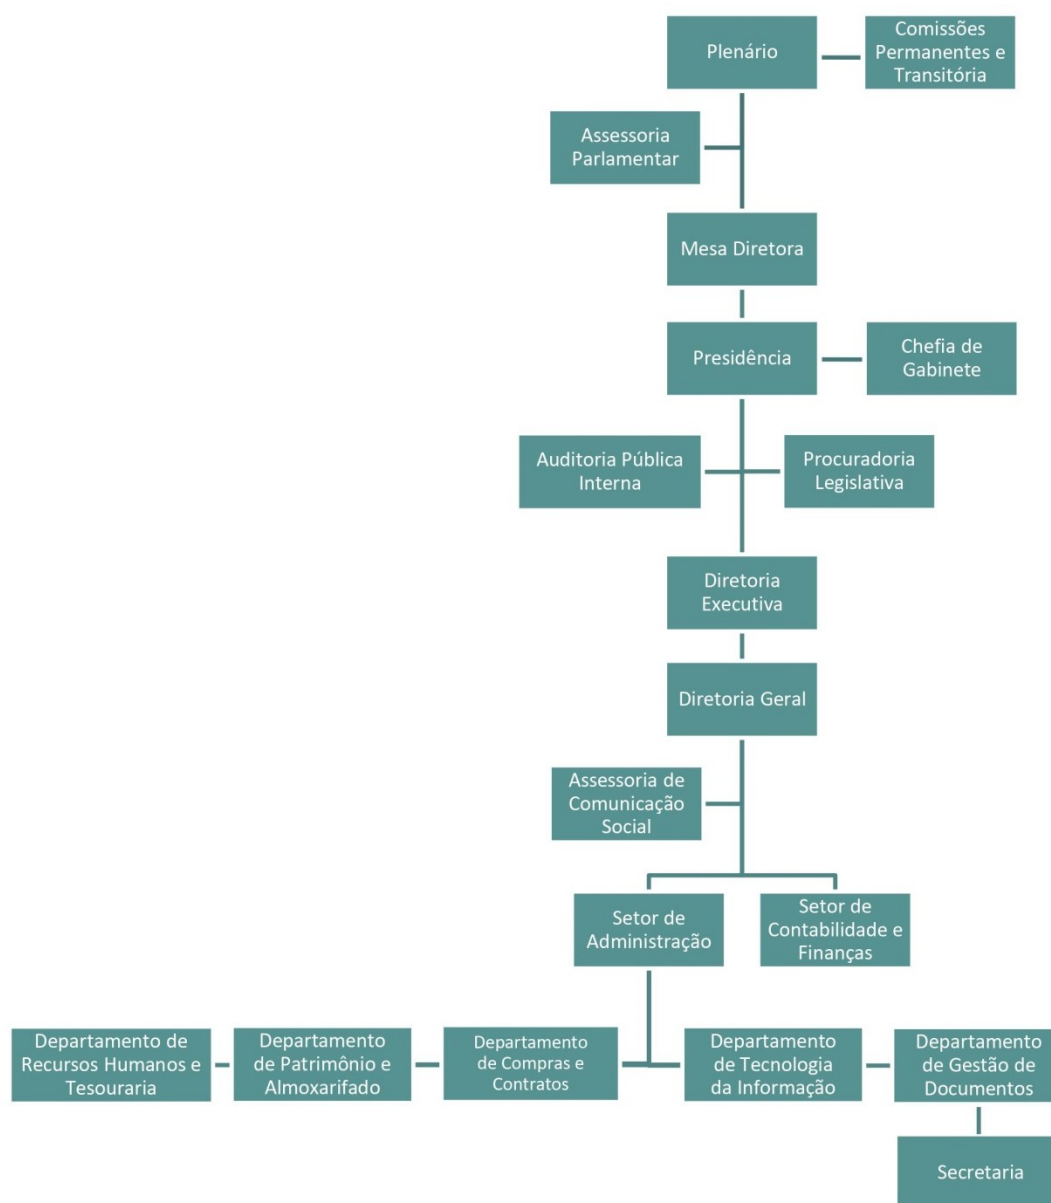 Plenário
Comissões
Permanentes e
Transitória
Assessoria
Parlamentar
Mesa Diretora
Presidência
Chefia de
Gabinete
Auditoria Pública
Interna
Procuradoria
Legislativa
Diretoria
Executiva
Diretoria Geral
Assessoria de
Comunicação
Social
Setor de
Administração
Setor de
Contabilidade e
Finanças
Departamento de
Recursos Humanos e
Tesouraria
Departamento
de Patrimônio e
Almoxarifado
Departamento
de Compras e
Contratos
Departamento
de Tecnologia
da Informação
Departamento
de Gestão de
Documentos
Secretaria